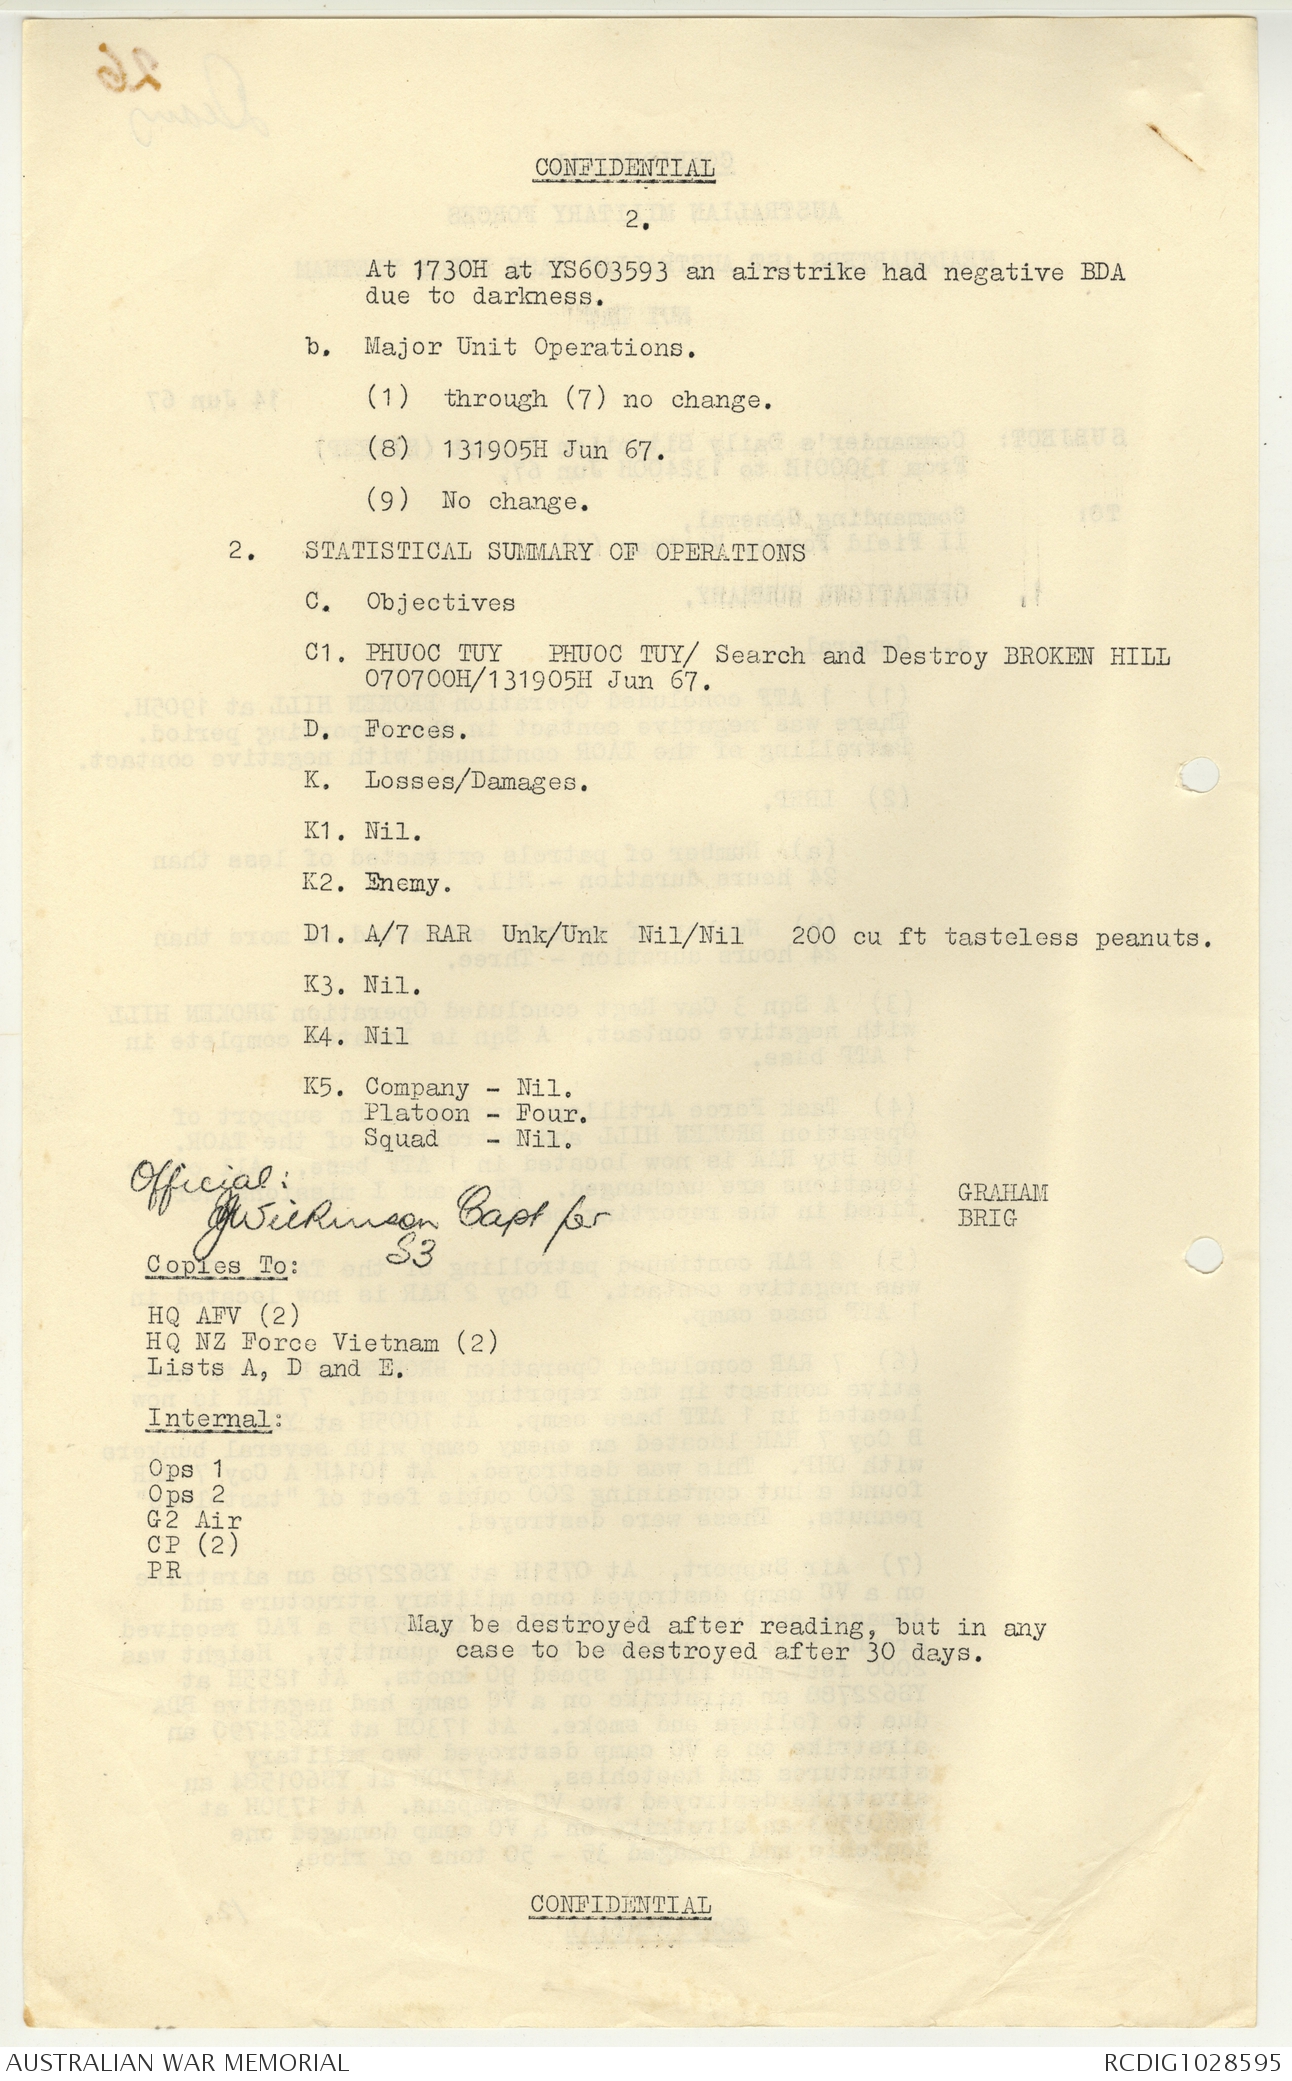 CONFIDENTIAL
2.
At 1730H at YS603593 an airstrike had negative BDA
due to darkness.
b. Major Unit Operations.
(1) through (7) no change.
(8) 131905H Jun 67.
(9) No change.
2. STATISTICAL SUMMARY OF OPERATIONS
C. Objectives
C1. PHUOC TUY PHUOC TUY/ Search and Destroy BROKEN HILL
070700H/131905H Jun 67.
D. Forces.
K. Losses/Damages.
K1. Nil.
K2. Enemy.
D1. A/7 RAR Unk/Unk Nil/Nil 200 cu ft tasteless peanuts.
K3. Nil.
K4. Nil
K5. Company - Nil.
Platoon - Four.
Squad - Nil.
Official:
JWilkinson Capt for
S3
GRAHAM
BRIG
Copies To:
HQ AFV (2)
HQ NZ Force Vietnam (2)
Lists A, D and E.
Internal:
Ops 1
Ops 2
G2 Air
CP (2)
PR
May be destroyed after reading, but in any
case to be destroyed after 30 days.
CONFIDENTIAL
AUSTRALIAN WAR MEMORIAL
RCDIG1028595